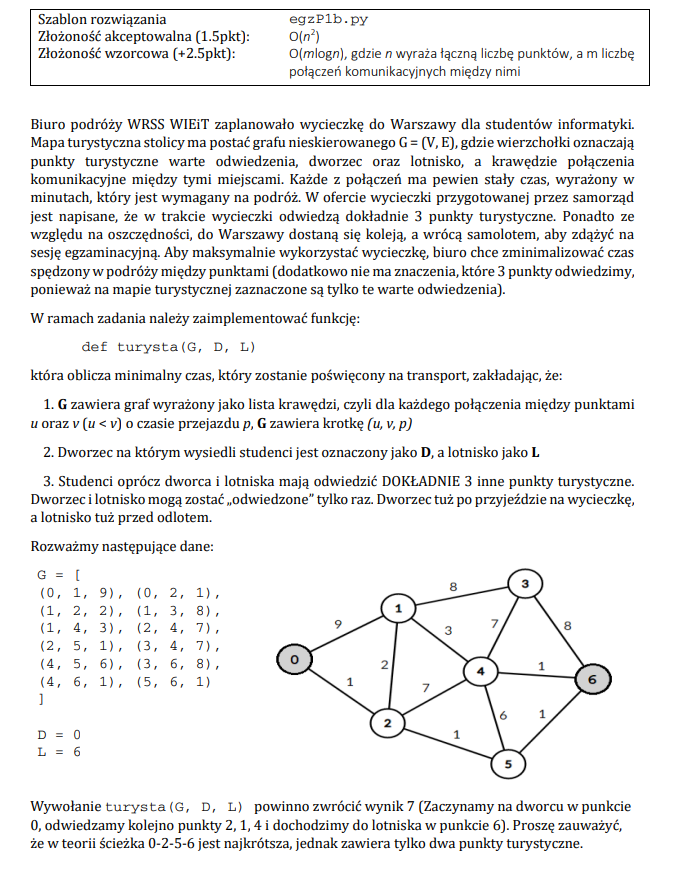 Szablon rozwiązania egzP1b.py
Złożoność akceptowalna (1.5pkt): O(n²)
Złożoność wzorcowa (+2.5pkt): O(mlogn), gdzie n wyraża łączną liczbę punktów, a m liczbę
połączeń komunikacyjnych między nimi
Biuro podróży WRSS WIEiT zaplanowało wycieczkę do Warszawy dla studentów informatyki.
Mapa turystyczna stolicy ma postać grafu nieskierowanego G = (V, E), gdzie wierzchołki oznaczają
punkty turystyczne warte odwiedzenia, dworzec oraz lotnisko, a krawędzie połączenia
komunikacyjne między tymi miejscami. Każde z połączeń ma pewien stały czas, wyrażony w
minutach, który jest wymagany na podróż. W ofercie wycieczki przygotowanej przez samorząd
jest napisane, że w trakcie wycieczki odwiedzą dokładnie 3 punkty turystyczne. Ponadto ze
względu na oszczędności, do Warszawy dostaną się koleją, a wrócą samolotem, aby zdążyć na
sesję egzaminacyjną. Aby maksymalnie wykorzystać wycieczkę, biuro chce zminimalizować czas
spędzony w podróży między punktami (dodatkowo nie ma znaczenia, które 3 punkty odwiedzimy,
ponieważ na mapie turystycznej zaznaczone są tylko te warte odwiedzenia).
W ramach zadania należy zaimplementować funkcję:
def turysta(G, D, L)
która oblicza minimalny czas, który zostanie poświęcony na transport, zakładając, że:
1. G zawiera graf wyrażony jako lista krawędzi, czyli dla każdego połączenia między punktami
u oraz v (u < v) o czasie przejazdu p, G zawiera krotkę (u, v, p)
2. Dworzec na którym wysiedli studenci jest oznaczony jako D, a lotnisko jako L
3. Studenci oprócz dworca i lotniska mają odwiedzić DOKŁADNIE 3 inne punkty turystyczne.
Dworzec i lotnisko mogą zostać „odwiedzone” tylko raz. Dworzec tuż po przyjeździe na wycieczkę,
a lotnisko tuż przed odlotem.
Rozważmy następujące dane:
G = [
(0, 1, 9), (0, 2, 1),
(1, 2, 2), (1, 3, 8),
(1, 4, 3), (2, 4, 7),
(2, 5, 1), (3, 4, 7),
(4, 5, 6), (3, 6, 8),
(4, 6, 1), (5, 6, 1)
]
D = 0
L = 6
8
3
1
9
3
7
8
0
2
4
1
6
1
7
2
6
1
1
5
Wywołanie turysta(G, D, L) powinno zwrócić wynik 7 (Zaczynamy na dworcu w punkcie
0, odwiedzamy kolejno punkty 2, 1, 4 i dochodzimy do lotniska w punkcie 6). Proszę zauważyć,
że w teorii ścieżka 0-2-5-6 jest najkrótsza, jednak zawiera tylko dwa punkty turystyczne.